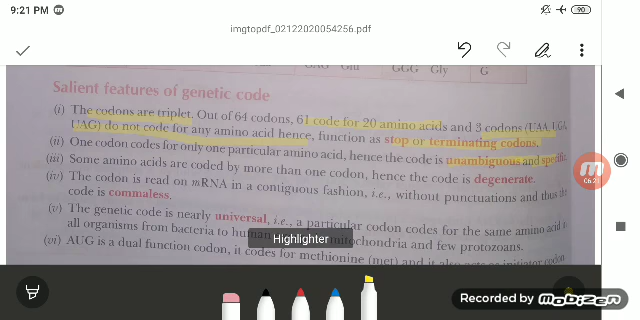 9:21 PM
90
imgtopdf_02122020054256.pdf
GAG Glu GGG Gly G
Salient features of genetic code
(i) The codons are triplet. Out of 64 codons, 61 code for 20 amino acids and 3 codons (UAA, UGA,
UAG) do not code for any amino acid hence, function as stop or terminating codons.
(ii) One codon codes for only one particular amino acid, hence the code is unambiguous and specific
(iii) Some amino acids are coded by more than one codon, hence the code is degenerate.
(iv) The codon is read on mRNA in a contiguous fashion, i.e., without punctuations and thus the
code is commaless.
(v) The genetic code is nearly universal, i.e., a particular codon codes for the same amino acid
all organisms from bacteria to human mitochondria and few protozoans.
(vi) AUG is a dual function codon, it codes for methionine (met) and it also acts as initiator codon
Highlighter
06:23
Recorded by mobizen